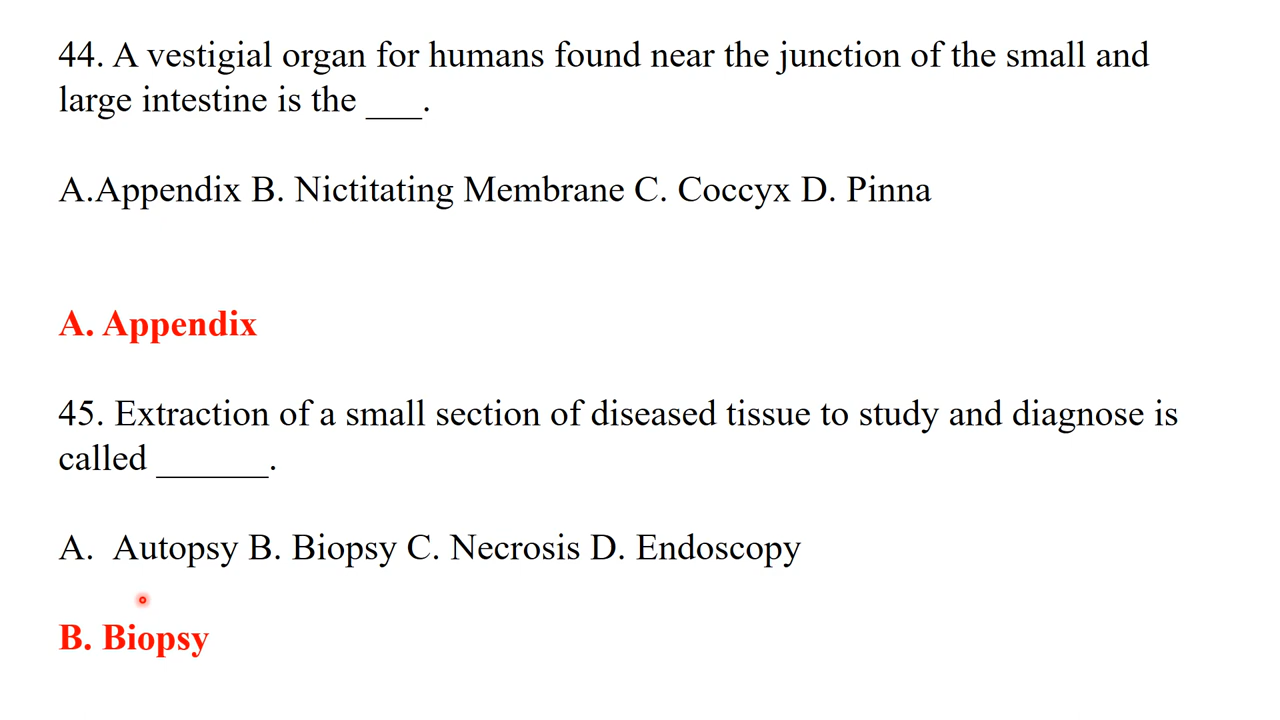 44. A vestigial organ for humans found near the junction of the small and
large intestine is the ___.
A.Appendix B. Nictitating Membrane C. Coccyx D. Pinna
A. Appendix
45. Extraction of a small section of diseased tissue to study and diagnose is
called ______.
A.  Autopsy B. Biopsy C. Necrosis D. Endoscopy
B. Biopsy